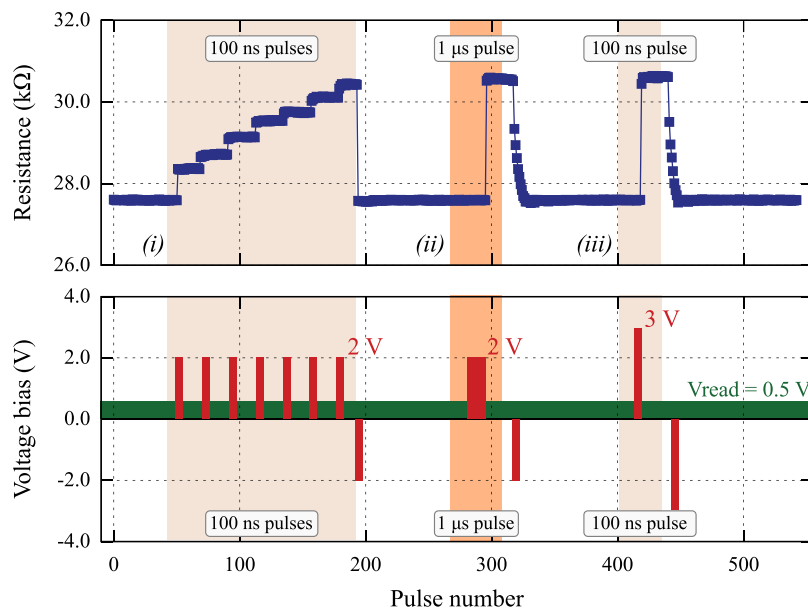 32.0
30.0
28.0
26.0
Resistance (kΩ)
100 ns pulses
1 µs pulse
100 ns pulse
(i)
(ii)
(iii)
4.0
2.0
0.0
-2.0
-4.0
Voltage bias (V)
2 V
2 V
3 V
Vread = 0.5 V
100 ns pulses
1 µs pulse
100 ns pulse
0
100
200
300
400
500
Pulse number